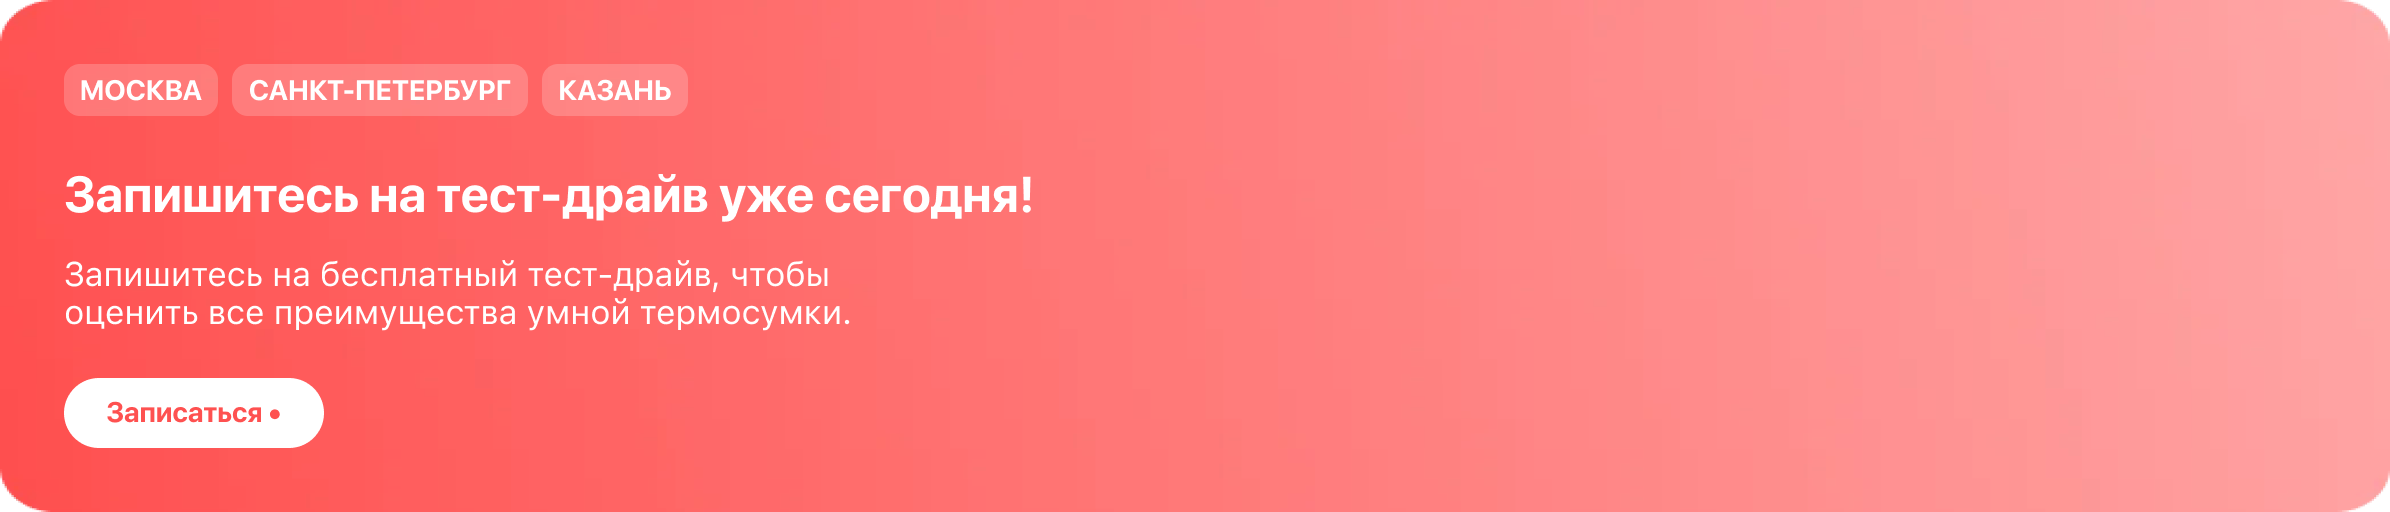 МОСКВА САНКТ-ПЕТЕРБУРГ КАЗАНЬ
Запишитесь на тест-драйв уже сегодня!
Запишитесь на бесплатный тест-драйв, чтобы
оценить все преимущества умной термосумки.
Записаться •